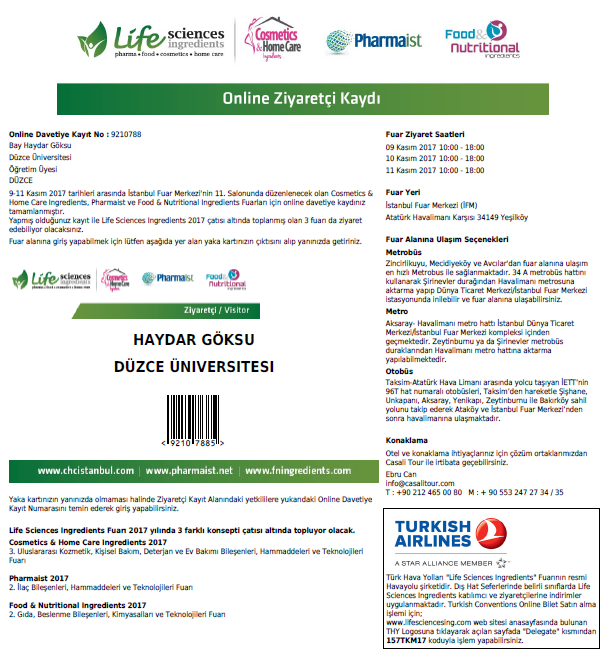 Life sciences
ingredients
pharma • food • cosmetics • home care
Cosmetics
& Home Care
Ingredients
Pharmaist
Food &
nutritional
ingredients
Online Ziyaretçi Kaydı
Online Davetiye Kayıt No : 9210788
Bay Haydar Göksu
Düzce Üniversitesi
Öğretim Üyesi
DÜZCE
9-11 Kasım 2017 tarihleri arasında İstanbul Fuar Merkezi'nin 11. Salonunda düzenlenecek olan Cosmetics &
Home Care Ingredients, Pharmaist ve Food & Nutritional Ingredients Fuarları için online davetiye kaydınız
tamamlanmıştır.
Yapmış olduğunuz kayıt ile Life Sciences Ingredients 2017 çatısı altında toplanmış olan 3 fuarı da ziyaret
edebiliyor olacaksınız.
Fuar alanına giriş yapabilmek için lütfen aşağıda yer alan yaka kartınızın çıktısını alıp yanınızda getiriniz.
Life sciences
ingredients
pharma • food • cosmetics • home care
Cosmetics
& Home Care
Ingredients
Pharmaist
Food &
nutritional
ingredients
Ziyaretçi / Visitor
HAYDAR GÖKSU
DÜZCE ÜNİVERSİTESİ
< 9210 7885 >
www.chcistanbul.com | www.pharmaist.net | www.fningredients.com
Yaka kartınızın yanınızda olmaması halinde Ziyaretçi Kayıt Alanındaki yetklilere yukarıdaki Online Davetiye
Kayıt Numarasını temin ederek giriş yapabilirsiniz.
Life Sciences Ingredients Fuarı 2017 yılında 3 farklı konsepti çatısı altında topluyor olacak.
Cosmetics & Home Care Ingredients 2017
3. Uluslararası Kozmetik, Kişisel Bakım, Deterjan ve Ev Bakımı Bileşenleri, Hammaddeleri ve Teknolojileri
Fuarı
Pharmaist 2017
2. İlaç Bileşenleri, Hammaddeleri ve Teknolojileri Fuarı
Food & Nutritional Ingredients 2017
2. Gıda, Beslenme Bileşenleri, Kimyasalları ve Teknolojileri Fuarı
Fuar Ziyaret Saatleri
09 Kasım 2017 10:00 - 18:00
10 Kasım 2017 10:00 - 18:00
11 Kasım 2017 10:00 - 18:00
Fuar Yeri
İstanbul Fuar Merkezi (İFM)
Atatürk Havalimanı Karşısı 34149 Yeşilköy
Fuar Alanına Ulaşım Seçenekleri
Metrobüs
Zincirlikuyu, Mecidiyeköy ve Avcılar'dan fuar alanına ulaşım
en hızlı Metrobus ile sağlanmaktadır. 34 A metrobüs hattını
kullanarak Şirinevler durağından Havalimanı metrosuna
aktarma yapıp Dünya Ticaret Merkezi/İstanbul Fuar Merkezi
istasyonunda inilebilir ve fuar alanına ulaşabilirsiniz.
Metro
Aksaray- Havalimanı metro hattı İstanbul Dünya Ticaret
Merkezi/İstanbul Fuar Merkezi kompleksi içinden
geçmektedir. Zeytinburnu ya da Şirinevler metrobüs
duraklarından Havalimanı metro hattına aktarma
yapılabilmektedir.
Otobüs
Taksim-Atatürk Hava Limanı arasında yolcu taşıyan İETT'nin
96T hat numaralı otobüsleri, Taksim'den hareketle Şişhane,
Unkapanı, Aksaray, Yenikapı, Zeytinburnu ile Bakırköy sahil
yolunu takip ederek Ataköy ve İstanbul Fuar Merkezi'nden
sonra havalimanına ulaşmaktadır.
Konaklama
Otel ve konaklama ihtiyaçlarınız için çözüm ortaklarımızdan
Casali Tour ile irtibata geçebilirsiniz.
Ebru Can
info@casalitour.com
T : +90 212 465 00 80 M : + 90 553 247 27 34 / 35
TURKISH
AIRLINES
A STAR ALLIANCE MEMBER
Türk Hava Yolları "Life Sciences Ingredients" Fuarının resmi
Havayolu şirketidir. Dış Hat Seferlerinde belirli sınıflarda Life
Sciences Ingredients katılımcı ve ziyaretçilerine indirimler
uygulanmaktadır. Turkish Conventions Online Bilet Satın alma
İşlemi için;
www.lifesciencesing.com web sitesi anasayfasında bulunan
THY Logosuna tıklayarak açılan sayfada "Delegate" kısmından
157TKM17 koduyla işlem yapabilirsiniz.